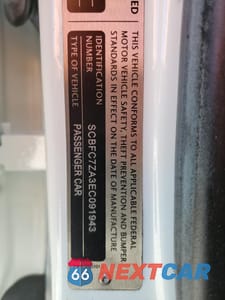 ED
THIS VEHICLE CONFORMS TO ALL APPLICABLE FEDERAL
MOTOR VEHICLE SAFETY, THEFT PREVENTION AND BUMPER
STANDARDS IN EFFECT ON THE DATE OF MANUFACTURE
IDENTIFICATION
NUMBER SCBFC7ZA3EC091943
TYPE OF VEHICLE PASSENGER CAR
66 NEXTCAR